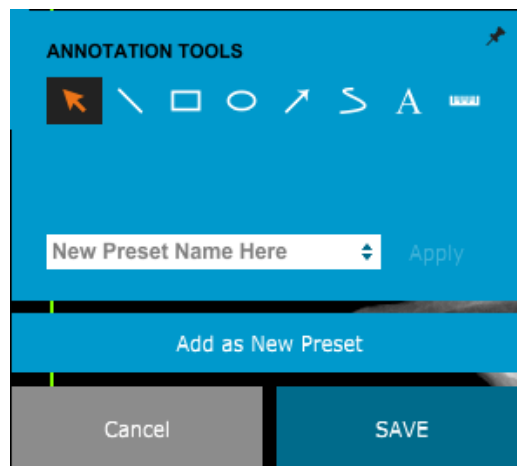 ANNOTATION TOOLS
A
New Preset Name Here
Apply
Add as New Preset
Cancel
SAVE